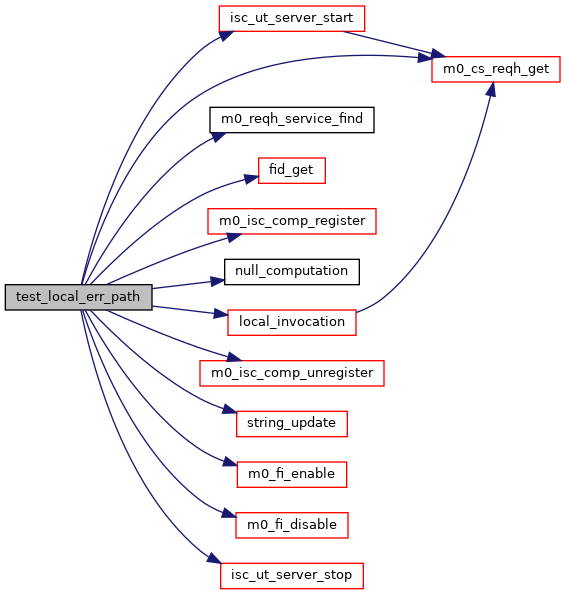 isc_ut_server_start
m0_cs_reqh_get
m0_reqh_service_find
fid_get
m0_isc_comp_register
null_computation
test_local_err_path
local_invocation
m0_isc_comp_unregister
string_update
m0_fi_enable
m0_fi_disable
isc_ut_server_stop